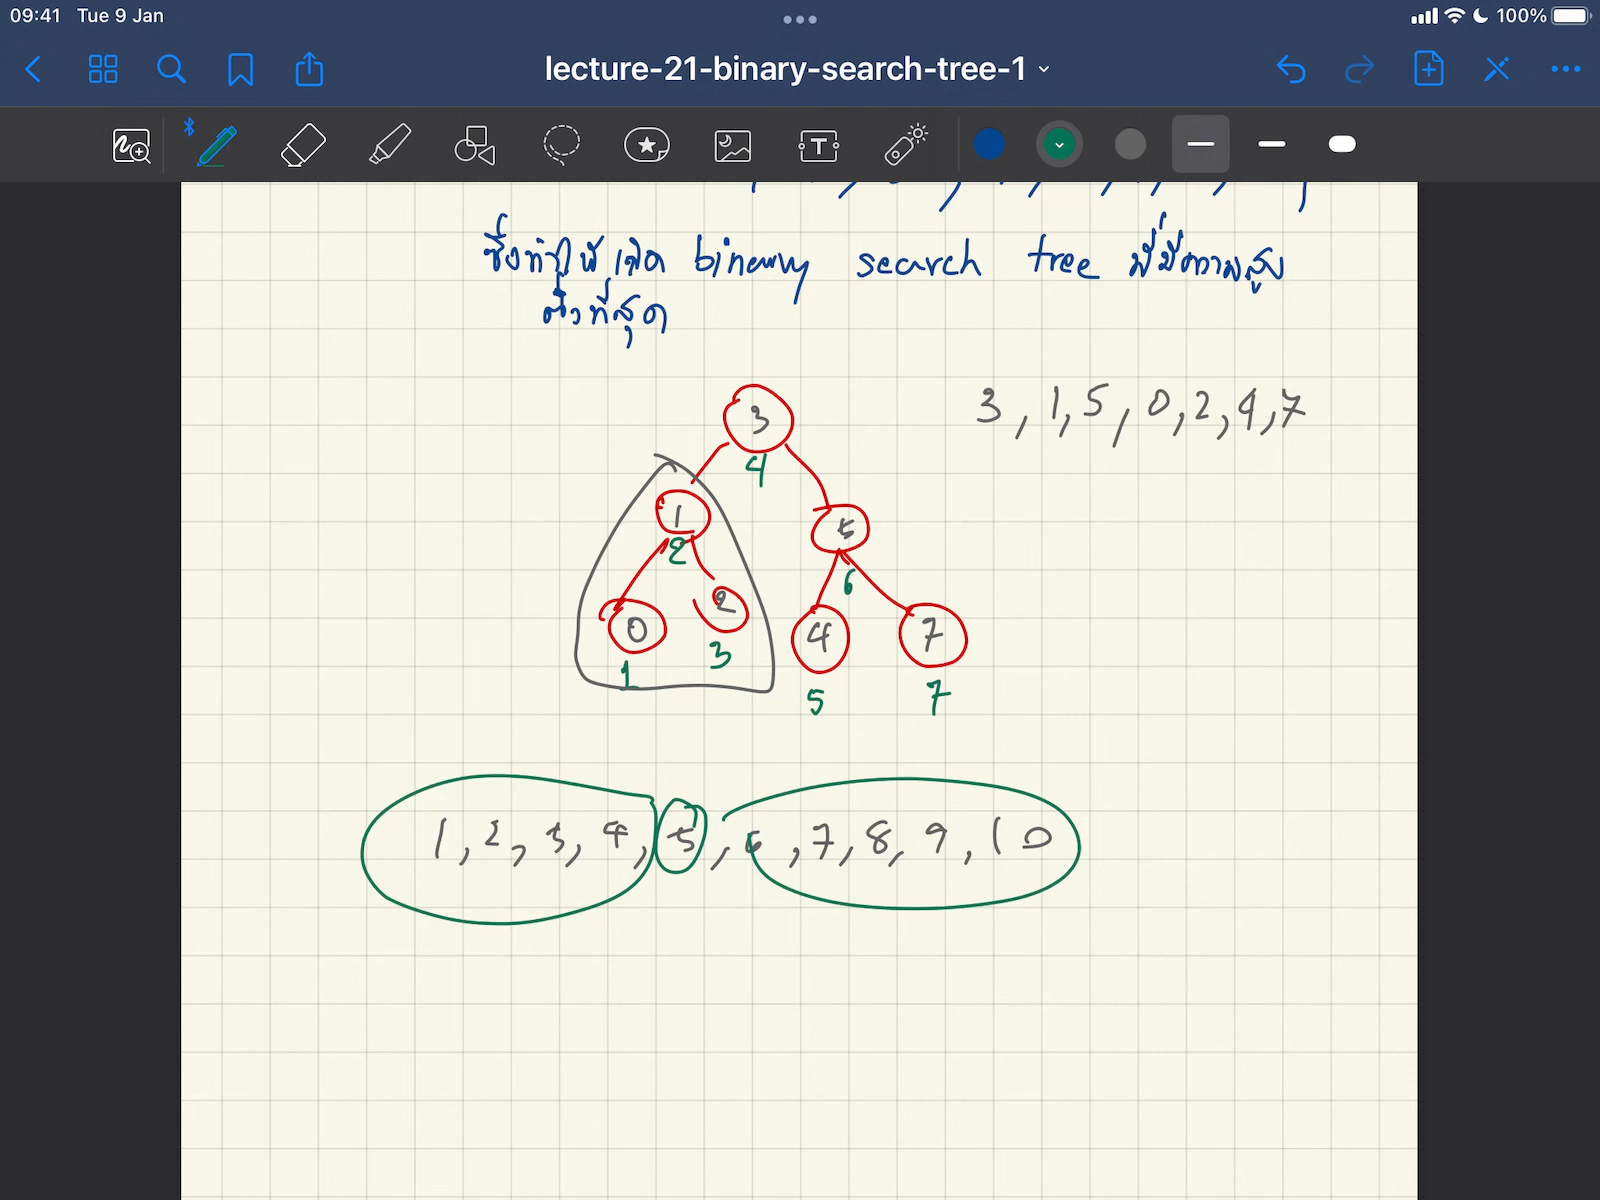 09:41 Tue 9 Jan
100%
lecture-21-binary-search-tree-1
T
ซึ่งทำให้เกิด binary search tree ที่มีความสูง
ต่ำที่สุด
3, 1, 5, 0, 2, 4, 7
3
4
1
5
2
6
0
2
4
7
1
3
5
7
1, 2, 3, 4, 5, 6, 7, 8, 9, 10